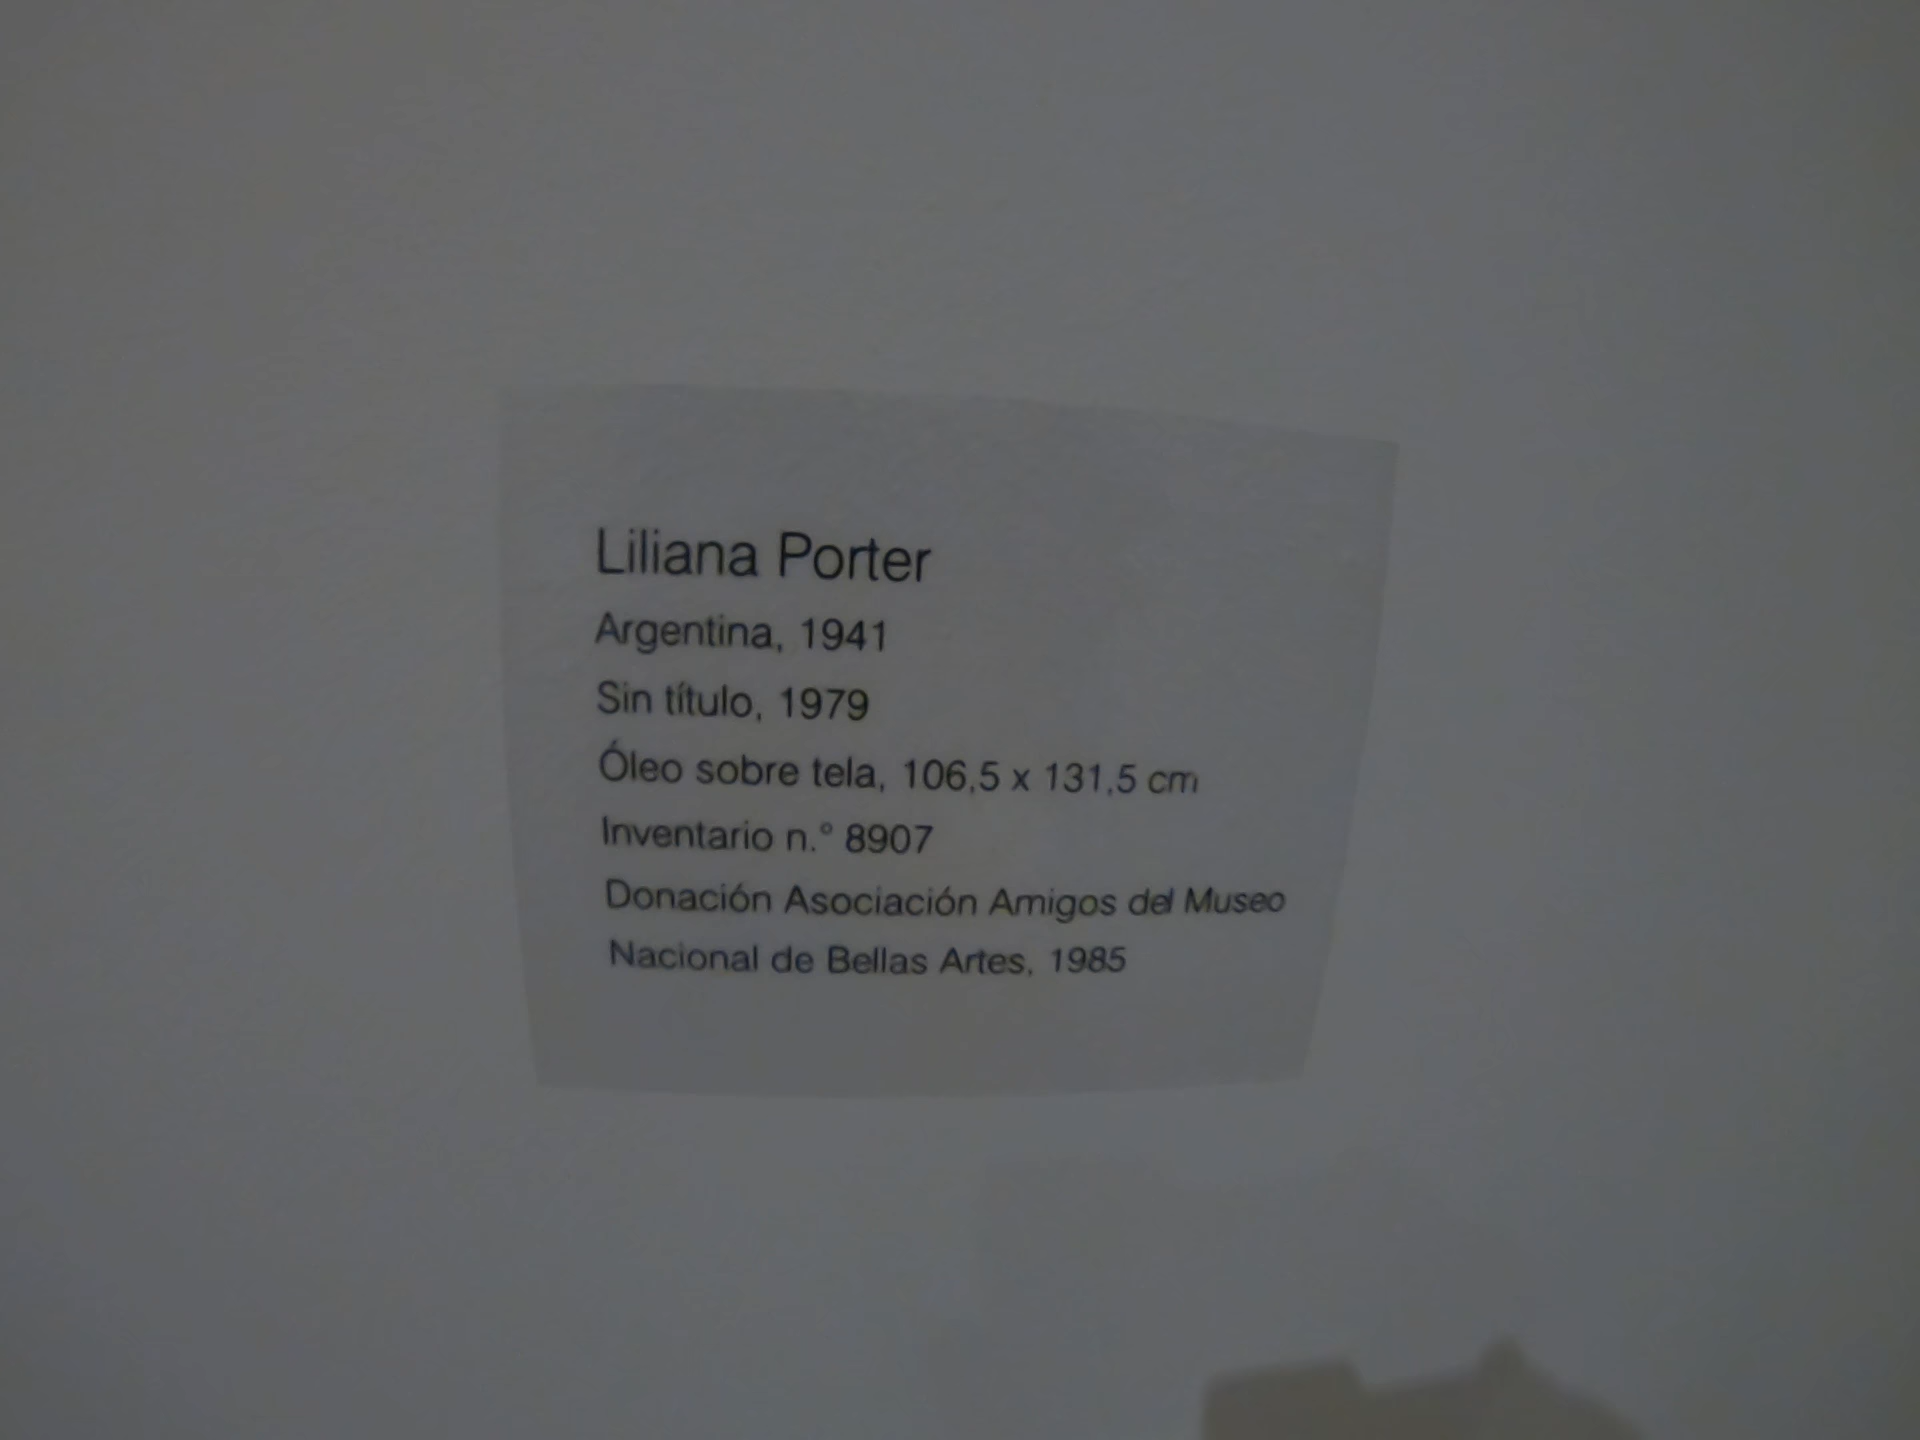 Liliana Porter
Argentina, 1941
Sin título, 1979
Óleo sobre tela, 106,5 x 131,5 cm
Inventario n.° 8907
Donación Asociación Amigos del Museo
Nacional de Bellas Artes, 1985